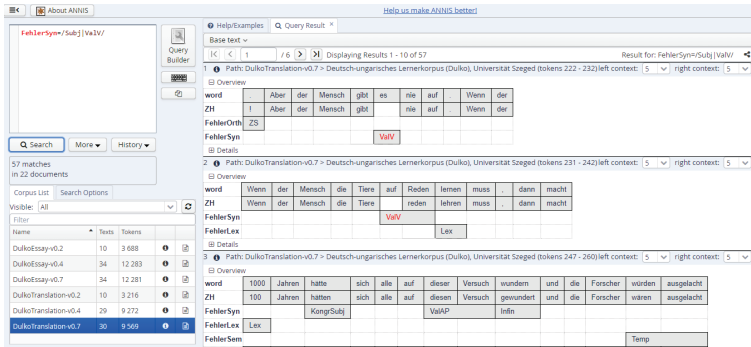 About ANNIS
Help us make ANNIS better!
FehlerSyn=/Subj|ValV/
Query Builder
Search More History
57 matches
in 22 documents
Corpus List Search Options
Visible: All
Filter
Name Texts Tokens
DulkoEssay-v0.2 10 3 688
DulkoEssay-v0.4 34 12 283
DulkoEssay-v0.7 34 12 281
DulkoTranslation-v0.2 10 3 216
DulkoTranslation-v0.4 29 9 272
DulkoTranslation-v0.7 30 9 569
Help/Examples Query Result
Base text
1 / 6 Displaying Results 1 - 10 of 57 Result for: FehlerSyn=/Subj|ValV/
1 Path: DulkoTranslation-v0.7 > Deutsch-ungarisches Lernerkorpus (Dulko), Universität Szeged (tokens 222 - 232) left context: 5 right context: 5
Overview
word . Aber der Mensch gibt es nie auf . Wenn der
ZH ! Aber der Mensch gibt nie auf . Wenn der
FehlerOrth ZS
FehlerSyn ValV
Details
2 Path: DulkoTranslation-v0.7 > Deutsch-ungarisches Lernerkorpus (Dulko), Universität Szeged (tokens 231 - 242) left context: 5 right context: 5
Overview
word Wenn der Mensch die Tiere auf Reden lernen muss , dann macht
ZH Wenn der Mensch die Tiere reden lehren muss , dann macht
FehlerSyn ValV
FehlerLex Lex
Details
3 Path: DulkoTranslation-v0.7 > Deutsch-ungarisches Lernerkorpus (Dulko), Universität Szeged (tokens 247 - 260) left context: 5 right context: 5
Overview
word 1000 Jahren hätte sich alle auf dieser Versuch wundern und die Forscher würden ausgelacht
ZH 100 Jahren hätten sich alle auf diesen Versuch gewundert und die Forscher wären ausgelacht
FehlerSyn KongrSubj ValAP Infin
FehlerLex Lex
FehlerSem Temp